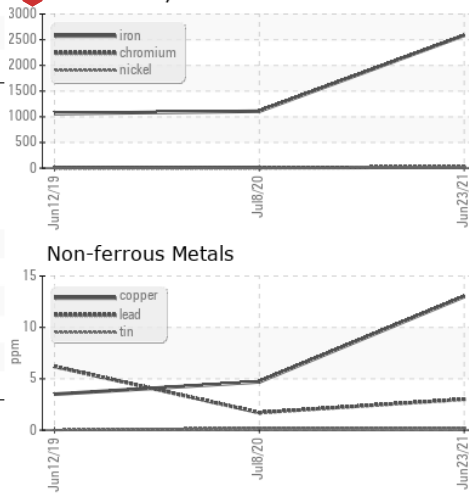 3000
2500
2000
1500
1000
500
0
iron
chromium
nickel
Jun12/19
Jul8/20
Jun23/21
Non-ferrous Metals
15
10
5
0
ppm
copper
lead
tin
Jun12/19
Jul8/20
Jun23/21